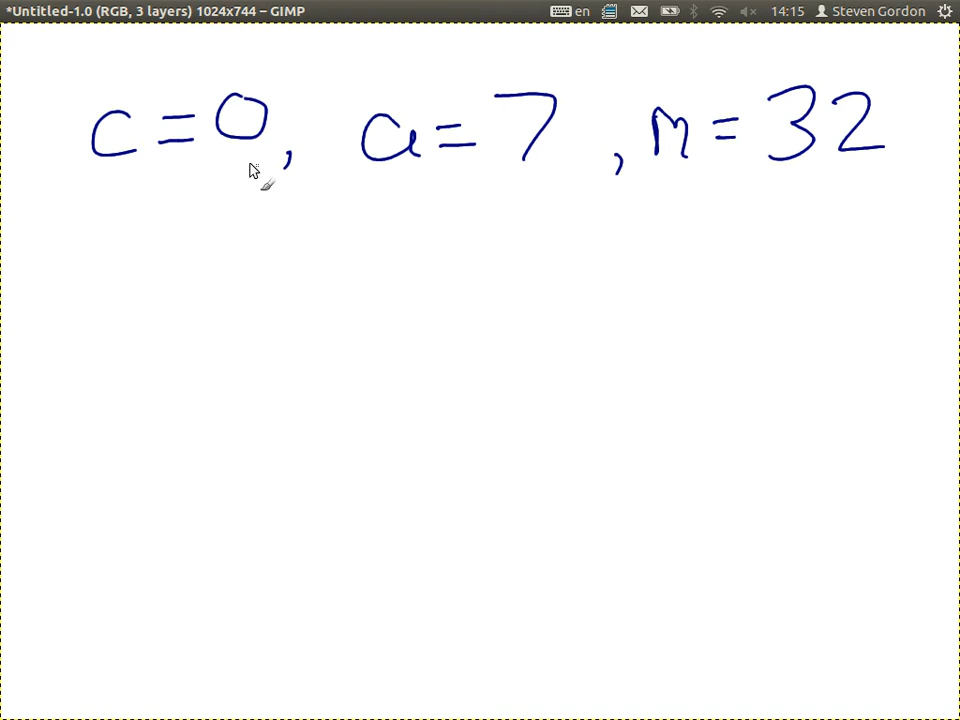 *Untitled-1.0 (RGB, 3 layers) 1024x744 – GIMP en 14:15 Steven Gordon
c = 0, a = 7, m = 32